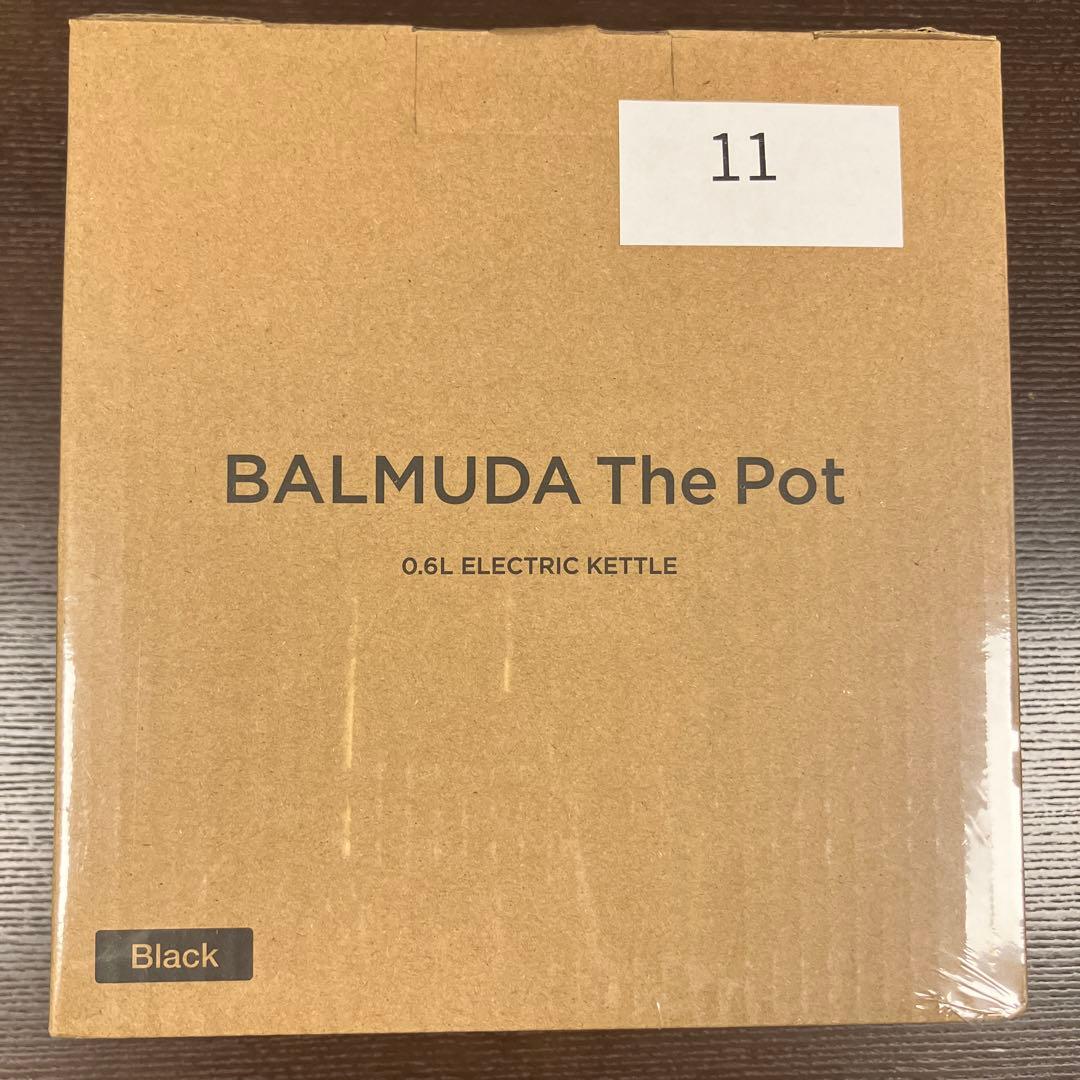 11
BALMUDA The Pot
0.6L ELECTRIC KETTLE
Black